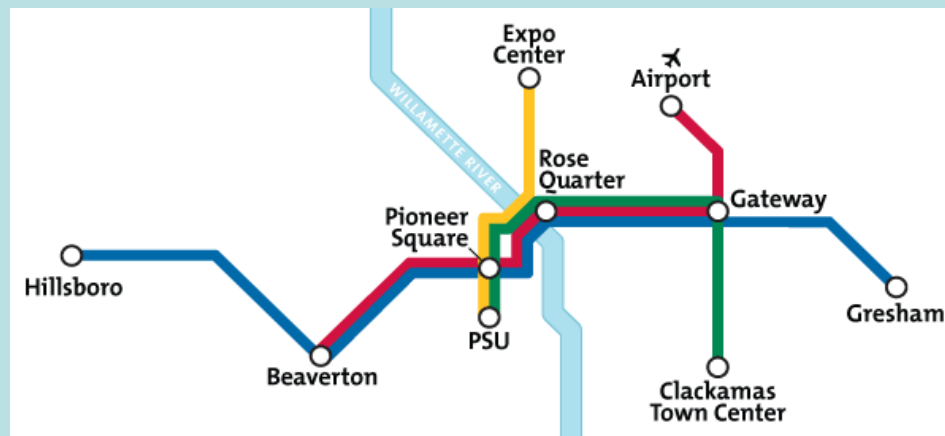 Expo
Center
Airport
WILLAMETTE RIVER
Rose
Quarter
Gateway
Pioneer
Square
Hillsboro
Gresham
PSU
Beaverton
Clackamas
Town Center